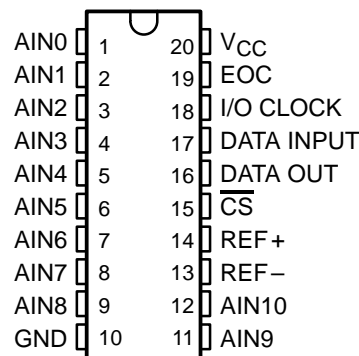 AIN0 1 20 VCC
AIN1 2 19 EOC
AIN2 3 18 I/O CLOCK
AIN3 4 17 DATA INPUT
AIN4 5 16 DATA OUT
AIN5 6 15 C̅S̅
AIN6 7 14 REF+
AIN7 8 13 REF−
AIN8 9 12 AIN10
GND 10 11 AIN9